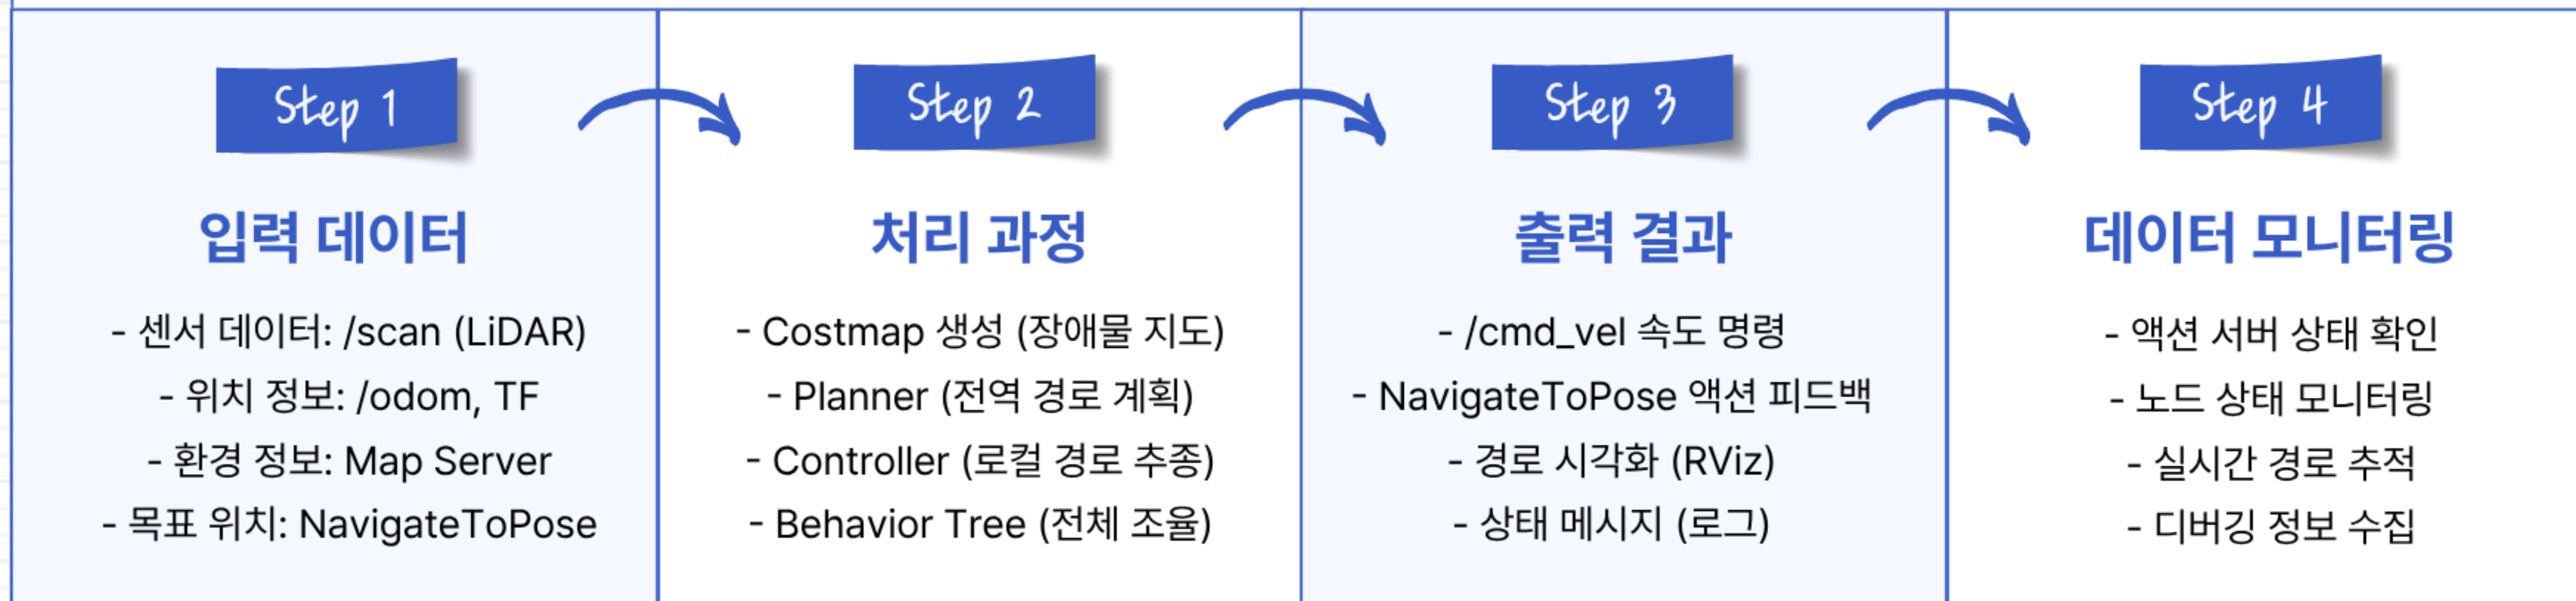 Step 1
입력 데이터
- 센서 데이터: /scan (LiDAR)
- 위치 정보: /odom, TF
- 환경 정보: Map Server
- 목표 위치: NavigateToPose
Step 2
처리 과정
- Costmap 생성 (장애물 지도)
- Planner (전역 경로 계획)
- Controller (로컬 경로 추종)
- Behavior Tree (전체 조율)
Step 3
출력 결과
- /cmd_vel 속도 명령
- NavigateToPose 액션 피드백
- 경로 시각화 (RViz)
- 상태 메시지 (로그)
Step 4
데이터 모니터링
- 액션 서버 상태 확인
- 노드 상태 모니터링
- 실시간 경로 추적
- 디버깅 정보 수집